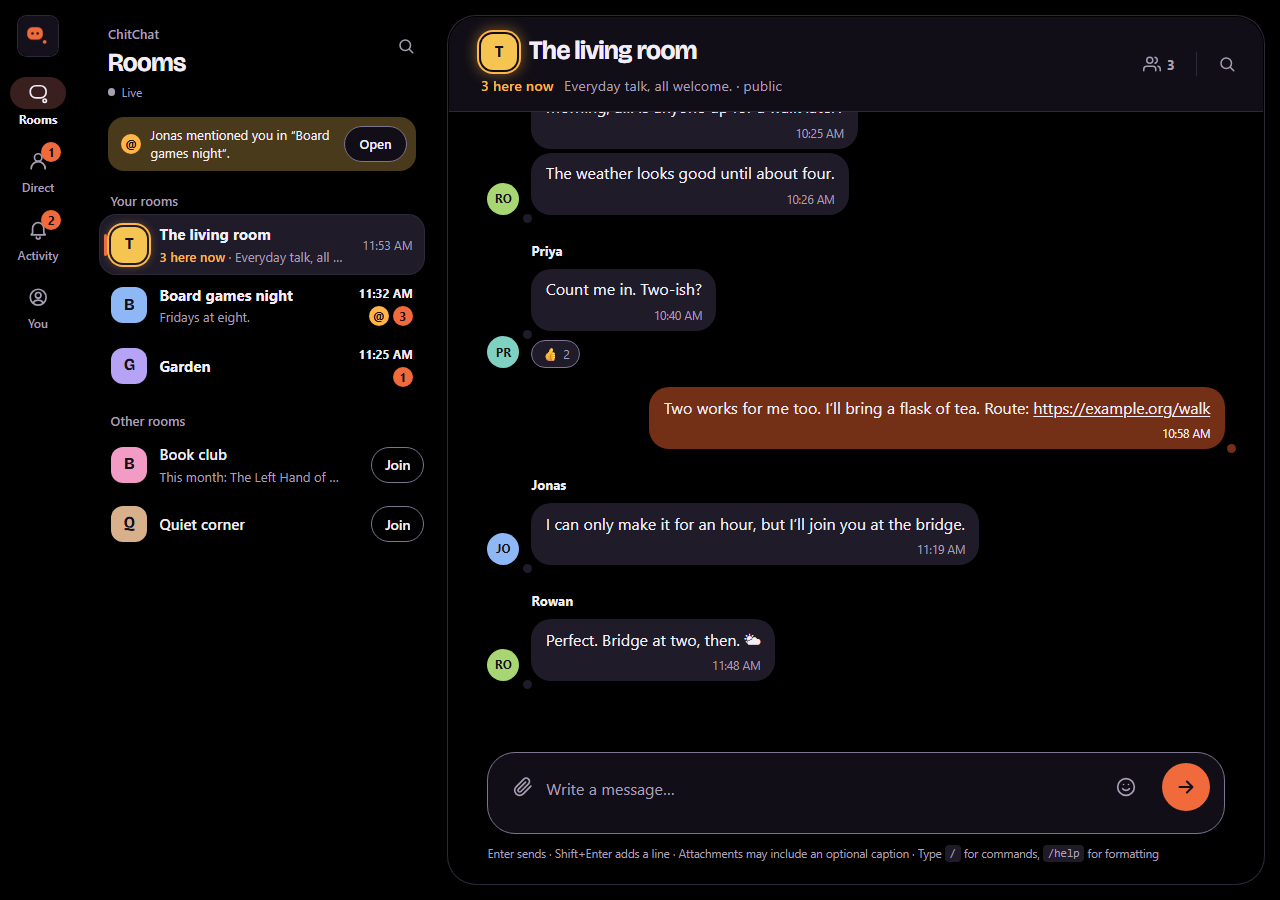 ChitChat
Rooms
Live
Rooms
1
Direct
2
Activity
You
@
Jonas mentioned you in “Board
games night”.
Open
Your rooms
T
The living room
11:53 AM
3 here now · Everyday talk, all ...
B
Board games night
11:32 AM
Fridays at eight.
@ 3
G
Garden
11:25 AM
1
Other rooms
B
Book club
This month: The Left Hand of ...
Join
Q
Quiet corner
Join
T
The living room
3 here now Everyday talk, all welcome. · public
3
10:25 AM
The weather looks good until about four.
10:26 AM
RO
Priya
Count me in. Two-ish?
10:40 AM
PR
👍 2
Two works for me too. I’ll bring a flask of tea. Route: https://example.org/walk
10:58 AM
Jonas
I can only make it for an hour, but I’ll join you at the bridge.
11:19 AM
JO
Rowan
Perfect. Bridge at two, then. 🌥️
11:48 AM
RO
Write a message...
Enter sends · Shift+Enter adds a line · Attachments may include an optional caption · Type / for commands, /help for formatting